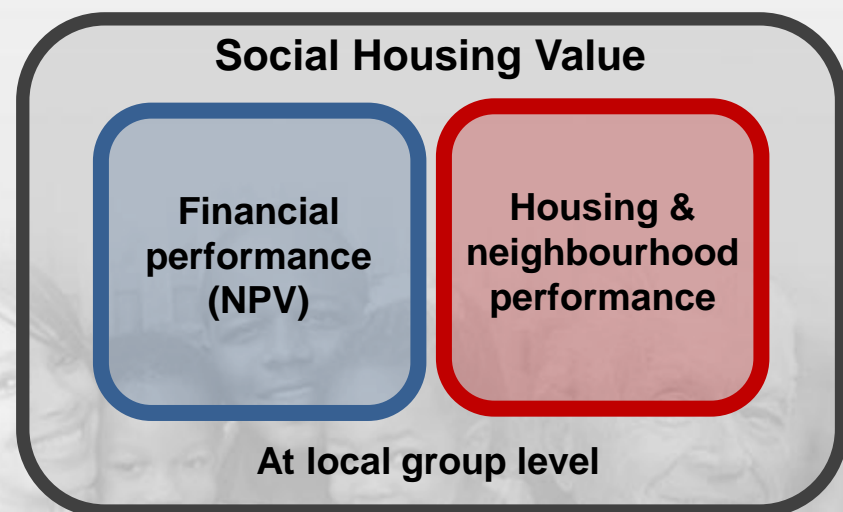 Social Housing Value
Financial
performance
(NPV)
Housing &
neighbourhood
performance
At local group level